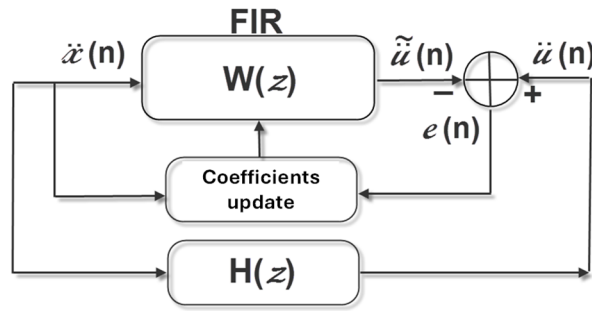 FIR
ẍ(n)
W(z)
ü̃(n)
ü(n)
−
+
e(n)
Coefficients
update
H(z)